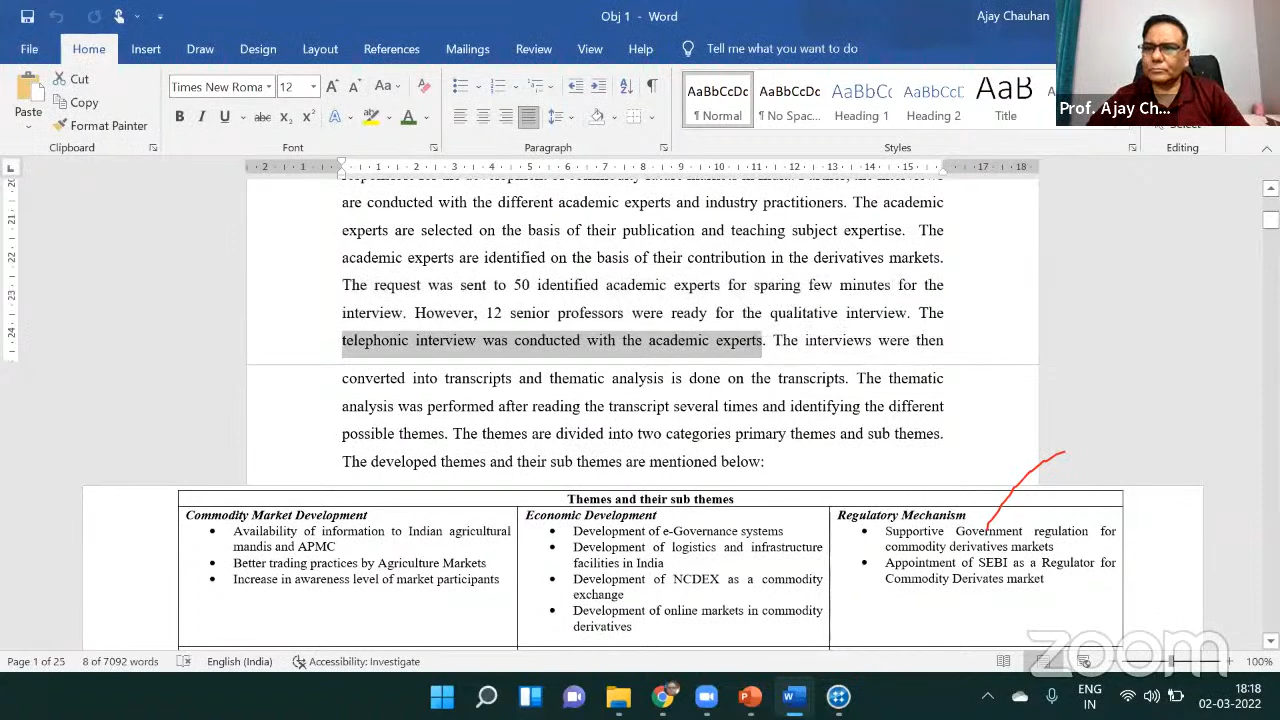 Obj 1 - Word
Ajay Chauhan
File Home Insert Draw Design Layout References Mailings Review View Help Tell me what you want to do
Paste
Cut
Copy
Format Painter
Clipboard
Times New Roma 12
Font
Paragraph
AaBbCcDc AaBbCcDc AaBbCc AaBbCcC AaB
¶ Normal ¶ No Spac... Heading 1 Heading 2 Title
Styles
Editing
Prof. Ajay Ch...
are conducted with the different academic experts and industry practitioners. The academic
experts are selected on the basis of their publication and teaching subject expertise. The
academic experts are identified on the basis of their contribution in the derivatives markets.
The request was sent to 50 identified academic experts for sparing few minutes for the
interview. However, 12 senior professors were ready for the qualitative interview. The
telephonic interview was conducted with the academic experts. The interviews were then
converted into transcripts and thematic analysis is done on the transcripts. The thematic
analysis was performed after reading the transcript several times and identifying the different
possible themes. The themes are divided into two categories primary themes and sub themes.
The developed themes and their sub themes are mentioned below:
Themes and their sub themes
Commodity Market Development
• Availability of information to Indian agricultural
mandis and APMC
• Better trading practices by Agriculture Markets
• Increase in awareness level of market participants
Economic Development
• Development of e-Governance systems
• Development of logistics and infrastructure
facilities in India
• Development of NCDEX as a commodity
exchange
• Development of online markets in commodity
derivatives
Regulatory Mechanism
• Supportive Government regulation for
commodity derivatives markets
• Appointment of SEBI as a Regulator for
Commodity Derivates market
zoom
Page 1 of 25 8 of 7092 words English (India) Accessibility: Investigate 100%
ENG
IN
18:18
02-03-2022